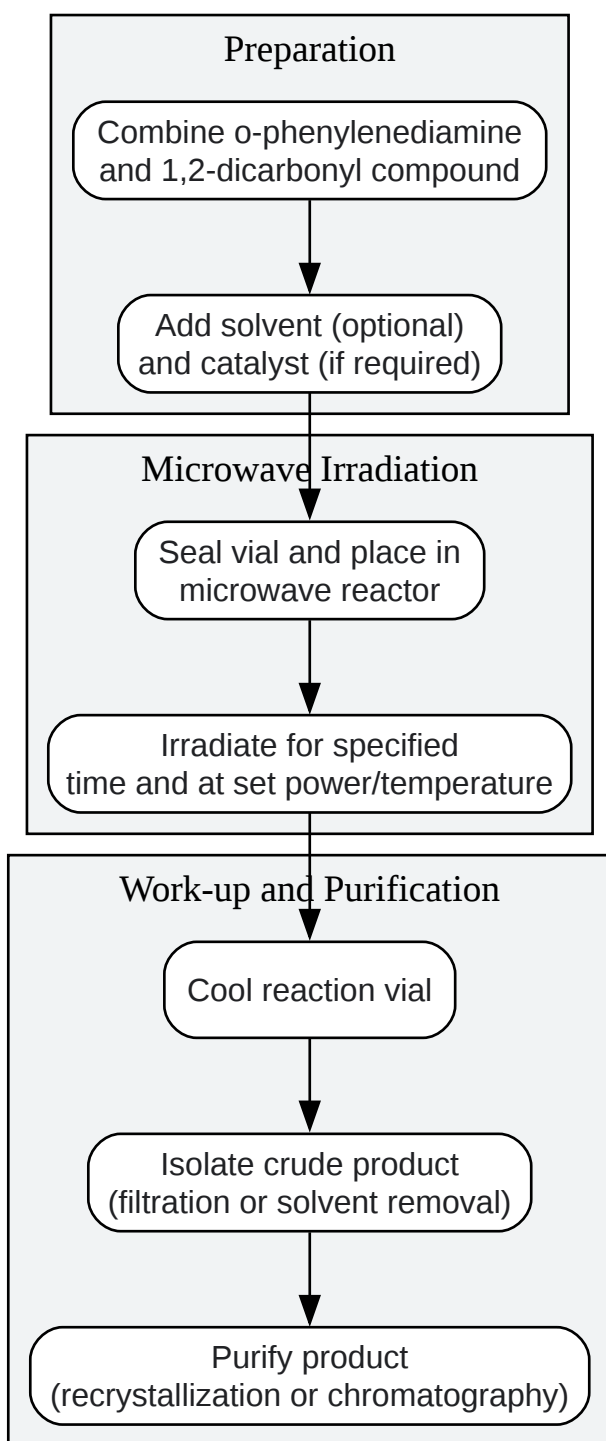 Preparation
Combine o-phenylenediamine
and 1,2-dicarbonyl compound
Add solvent (optional)
and catalyst (if required)
Microwave Irradiation
Seal vial and place in
microwave reactor
Irradiate for specified
time and at set power/temperature
Work-up and Purification
Cool reaction vial
Isolate crude product
(filtration or solvent removal)
Purify product
(recrystallization or chromatography)